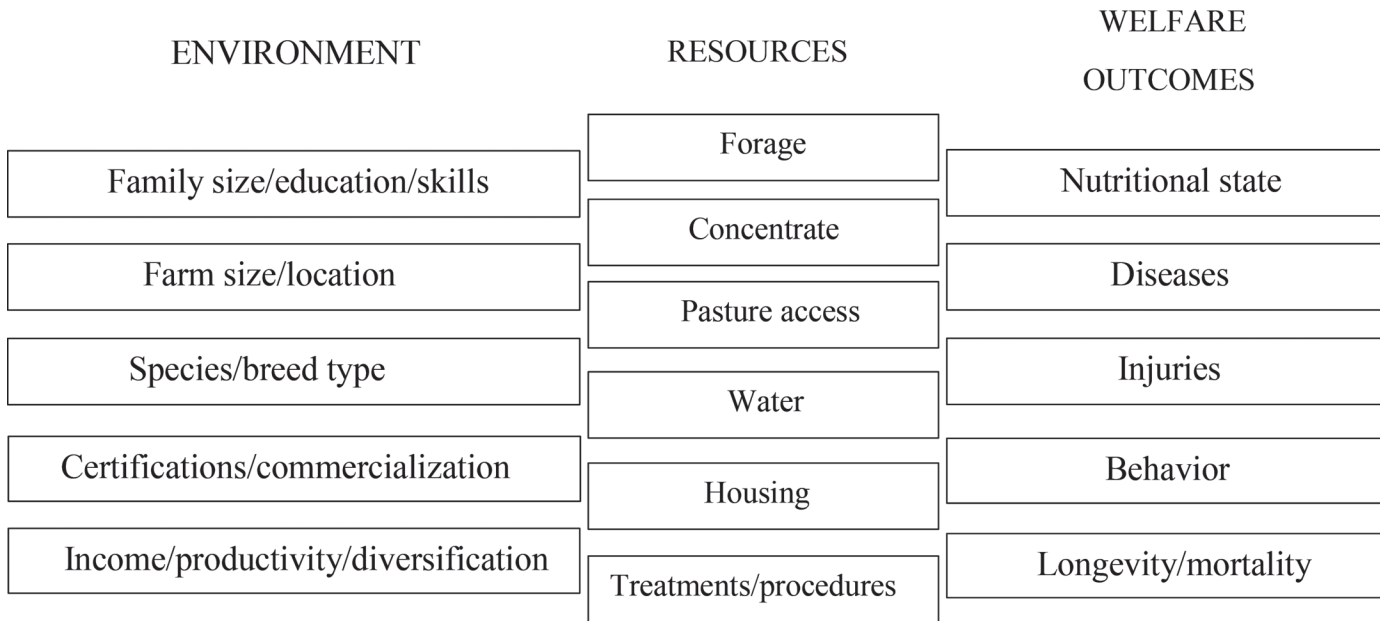 ENVIRONMENT
Family size/education/skills
Farm size/location
Species/breed type
Certifications/commercialization
Income/productivity/diversification
RESOURCES
Forage
Concentrate
Pasture access
Water
Housing
Treatments/procedures
WELFARE
OUTCOMES
Nutritional state
Diseases
Injuries
Behavior
Longevity/mortality